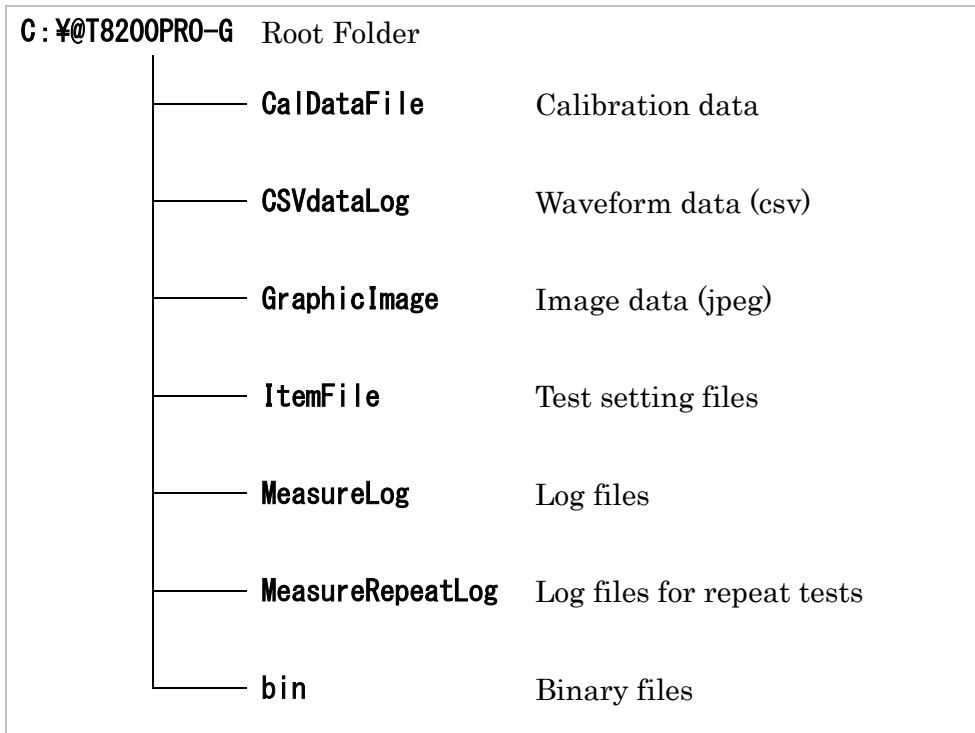 C:¥@T8200PRO-G Root Folder
CalDataFile Calibration data
CSVdataLog Waveform data (csv)
GraphicImage Image data (jpeg)
ItemFile Test setting files
MeasureLog Log files
MeasureRepeatLog Log files for repeat tests
bin Binary files